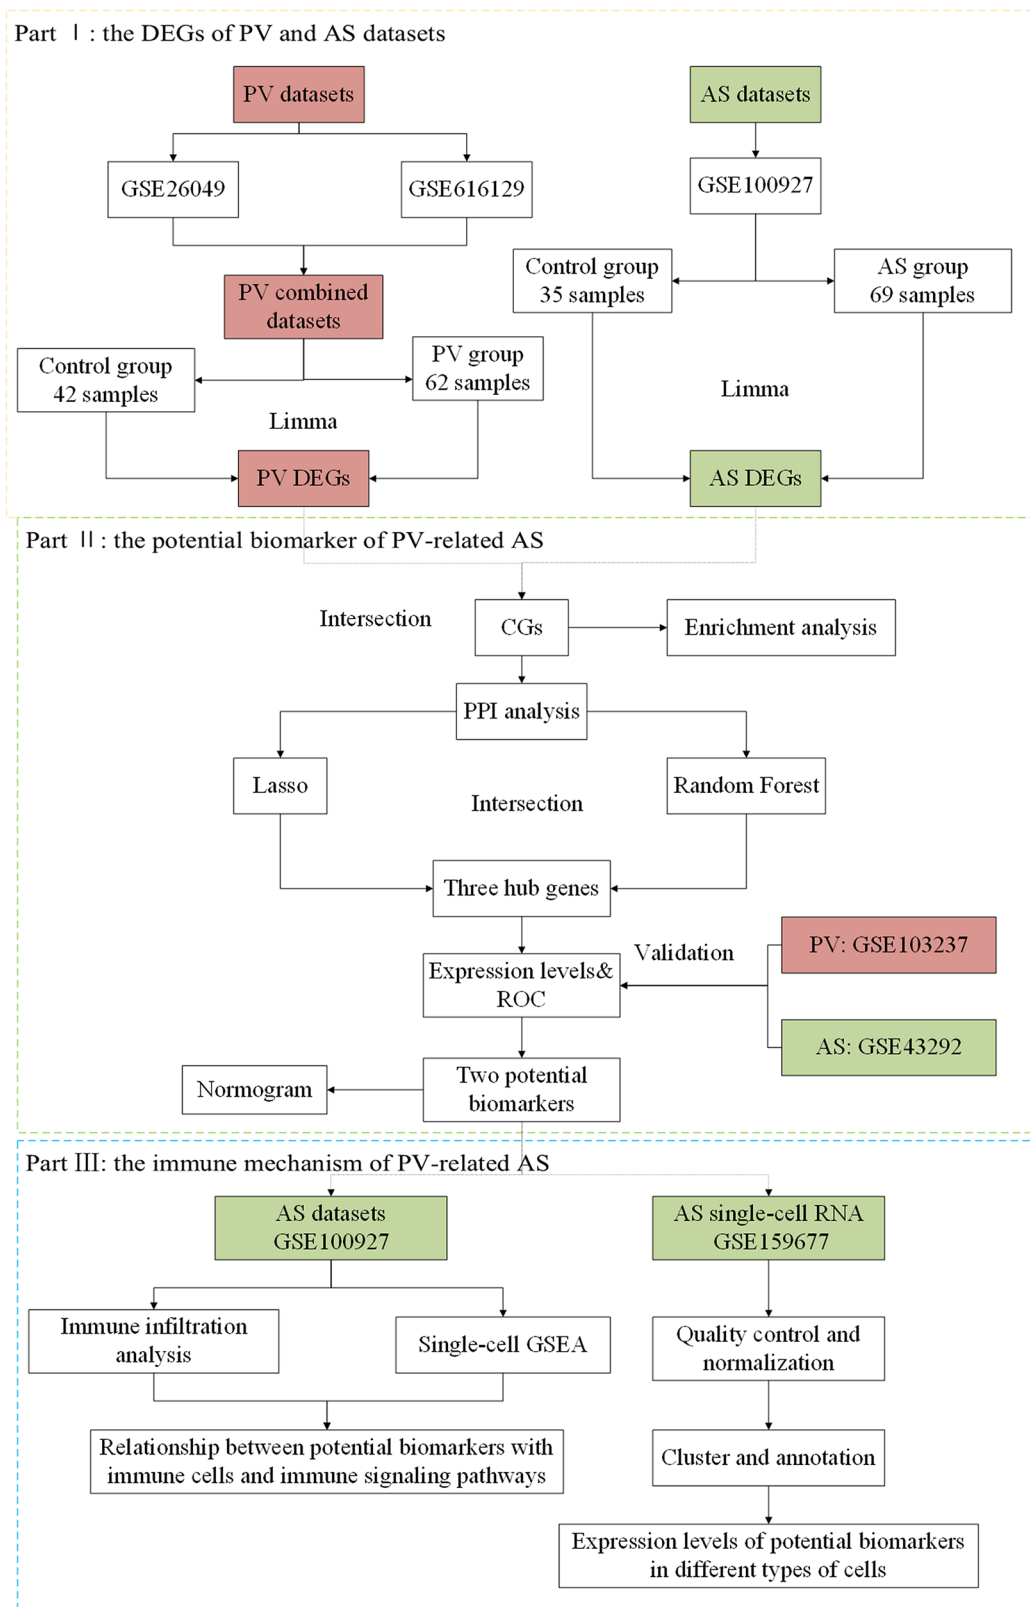 Part Ⅰ: the DEGs of PV and AS datasets
PV datasets
AS datasets
GSE26049
GSE616129
GSE100927
Control group
35 samples
AS group
69 samples
PV combined
datasets
Control group
42 samples
PV group
62 samples
Limma
Limma
PV DEGs
AS DEGs
Part Ⅱ: the potential biomarker of PV-related AS
Intersection
CGs
Enrichment analysis
PPI analysis
Lasso
Random Forest
Intersection
Three hub genes
PV: GSE103237
Validation
Expression levels&
ROC
AS: GSE43292
Two potential
biomarkers
Normogram
Part III: the immune mechanism of PV-related AS
AS datasets
GSE100927
AS single-cell RNA
GSE159677
Immune infiltration
analysis
Single-cell GSEA
Quality control and
normalization
Relationship between potential biomarkers with
immune cells and immune signaling pathways
Cluster and annotation
Expression levels of potential biomarkers
in different types of cells